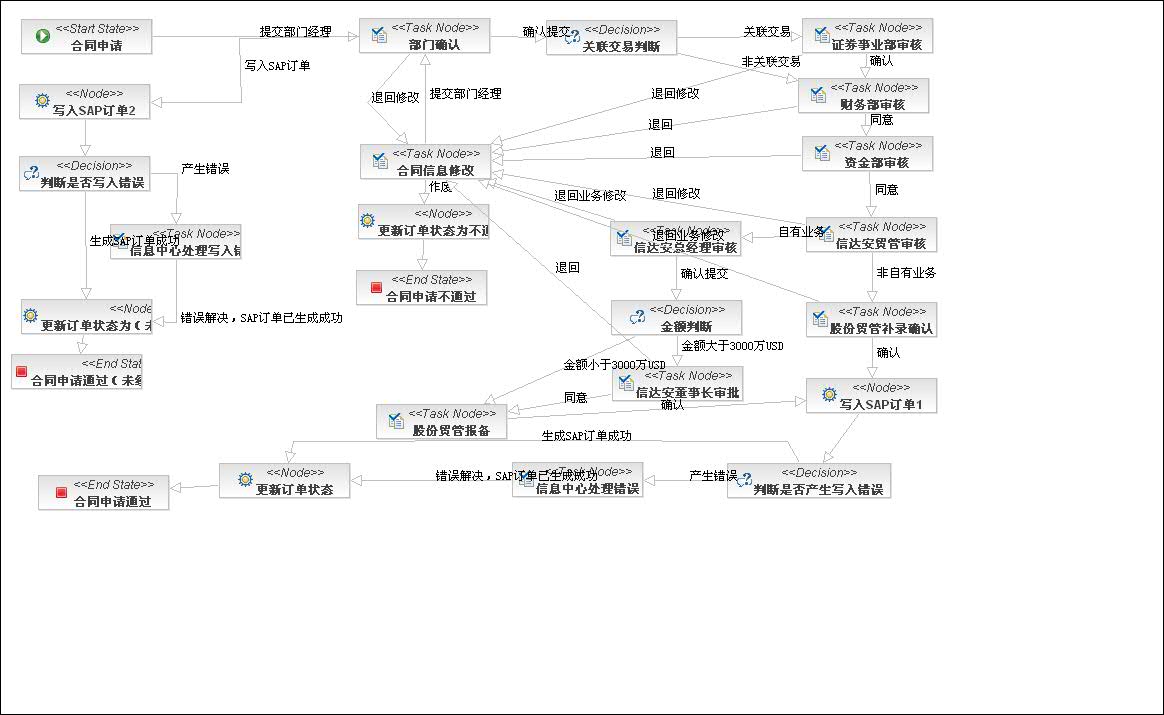 <<Start State>>
合同申请
提交部门经理
<<Task Node>>
部门确认
确认提交
<<Decision>>
关联交易判断
关联交易
<<Task Node>>
证券事业部审核
写入SAP订单
非关联交易
确认
<<Node>>
写入SAP订单2
退回修改
提交部门经理
退回修改
<<Task Node>>
财务部审核
同意
退回
<<Decision>>
判断是否写入错误
产生错误
<<Task Node>>
合同信息修改
退回
<<Task Node>>
资金部审核
作废
退回业务修改
退回修改
同意
<<Node>>
更新订单状态为不通
<<Task Node>>
信息中心处理写入错
生成SAP订单成功
<<Task Node>>
信达安总经理审核
退回业务修改
自有业务
<<Task Node>>
信达安贸管审核
退回
确认提交
非自有业务
<<End State>>
合同申请不通过
<<Node
更新订单状态为（未
错误解决，SAP订单已生成成功
<<Decision>>
金额判断
<<Task Node>>
股份贸管补录确认
金额大于3000万USD
确认
<<End Stat
合同申请通过（未纟
金额小于3000万USD
<<Task Node>>
信达安董事长审批
<<Node>>
写入SAP订单1
同意
确认
<<Task Node>>
股份贸管报备
生成SAP订单成功
<<End State>>
合同申请通过
<<Node>>
更新订单状态
错误解决，SAP订单已生成成功
<<Task Node>>
信息中心处理错误
产生错误
<<Decision>>
判断是否产生写入错误